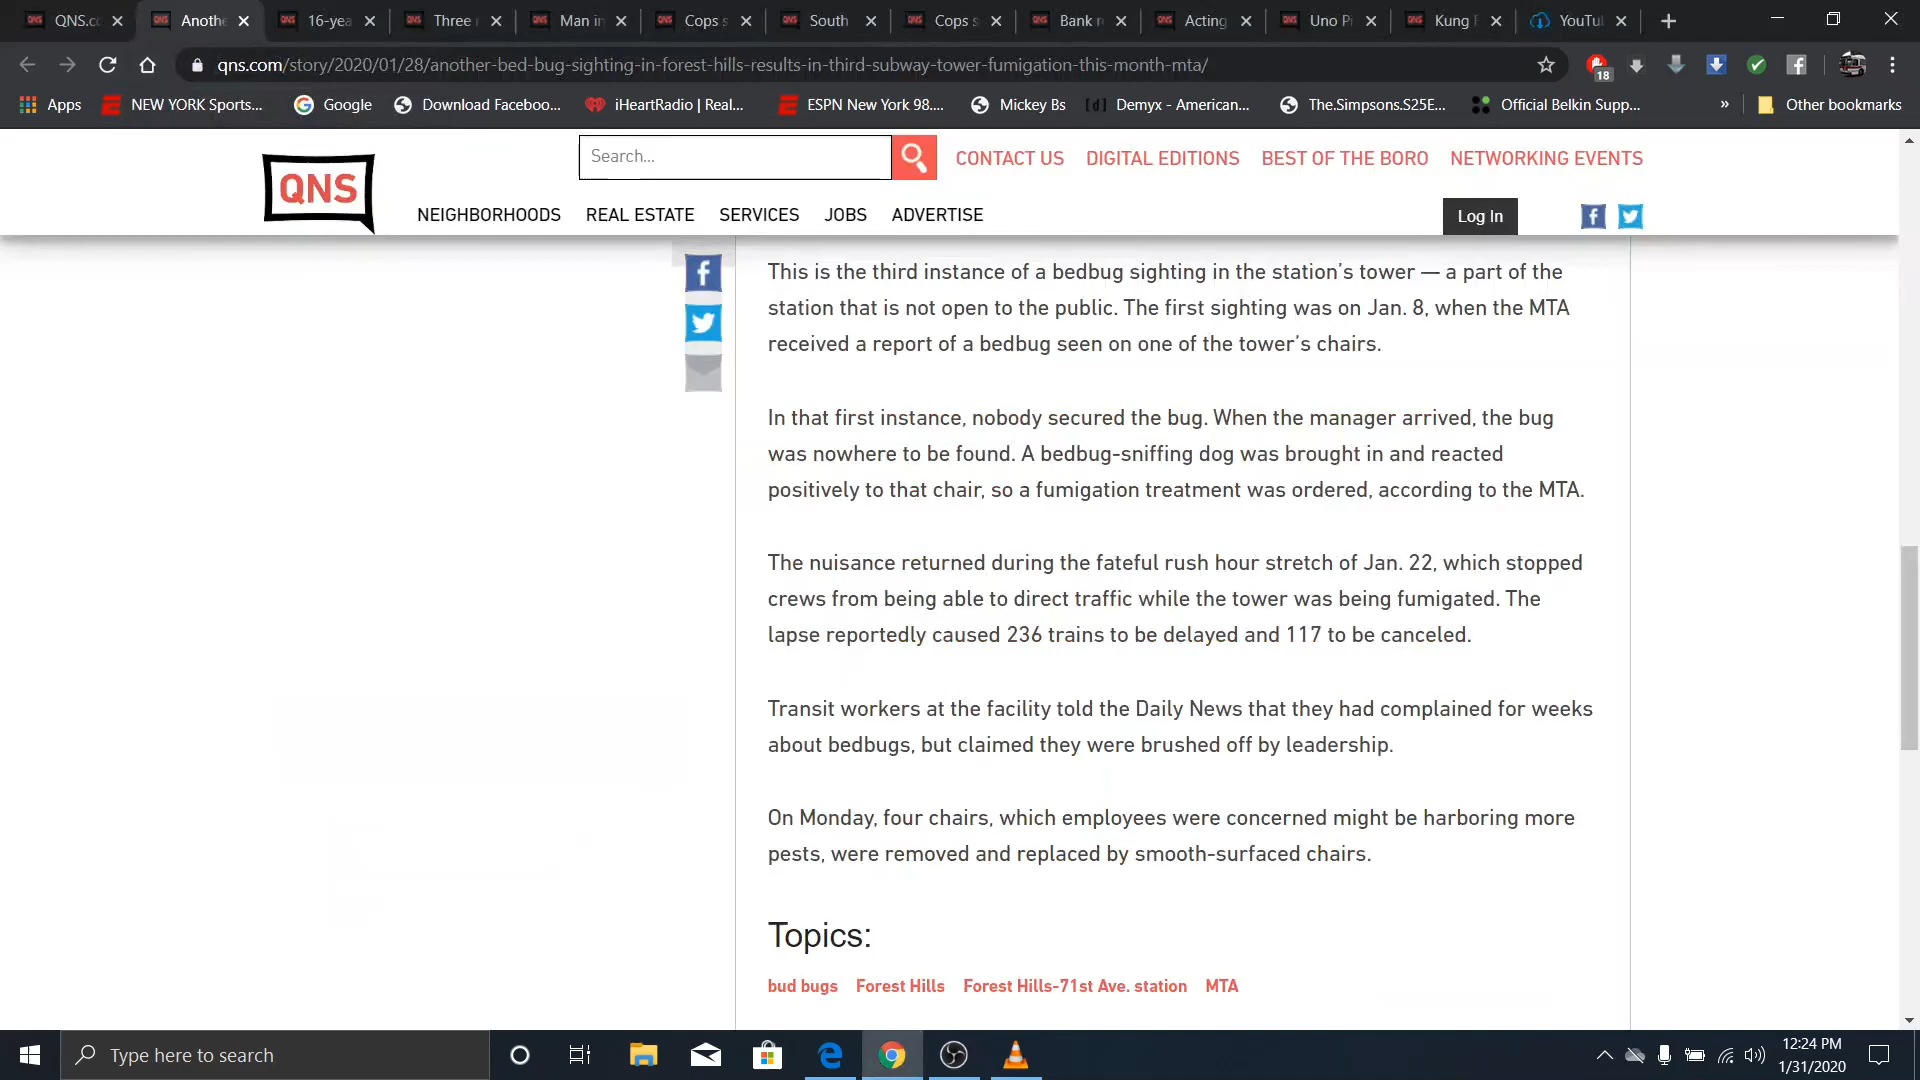 QNS.c
Anothe
16-yea
Three
Man in
Cops s
South
Cops s
Bank r
Acting
Uno Pi
Kung
YouTu
qns.com/story/2020/01/28/another-bed-bug-sighting-in-forest-hills-results-in-third-subway-tower-fumigation-this-month-mta/
18
Apps
NEW YORK Sports...
Google
Download Faceboo...
iHeartRadio | Real...
ESPN New York 98....
Mickey Bs
[d] Demyx - American...
The.Simpsons.S25E...
Official Belkin Supp...
»
Other bookmarks
QNS
Search...
CONTACT US
DIGITAL EDITIONS
BEST OF THE BORO
NETWORKING EVENTS
NEIGHBORHOODS
REAL ESTATE
SERVICES
JOBS
ADVERTISE
Log In
This is the third instance of a bedbug sighting in the station's tower — a part of the
station that is not open to the public. The first sighting was on Jan. 8, when the MTA
received a report of a bedbug seen on one of the tower's chairs.
In that first instance, nobody secured the bug. When the manager arrived, the bug
was nowhere to be found. A bedbug-sniffing dog was brought in and reacted
positively to that chair, so a fumigation treatment was ordered, according to the MTA.
The nuisance returned during the fateful rush hour stretch of Jan. 22, which stopped
crews from being able to direct traffic while the tower was being fumigated. The
lapse reportedly caused 236 trains to be delayed and 117 to be canceled.
Transit workers at the facility told the Daily News that they had complained for weeks
about bedbugs, but claimed they were brushed off by leadership.
On Monday, four chairs, which employees were concerned might be harboring more
pests, were removed and replaced by smooth-surfaced chairs.
Topics:
bud bugs
Forest Hills
Forest Hills-71st Ave. station
MTA
Type here to search
12:24 PM
1/31/2020